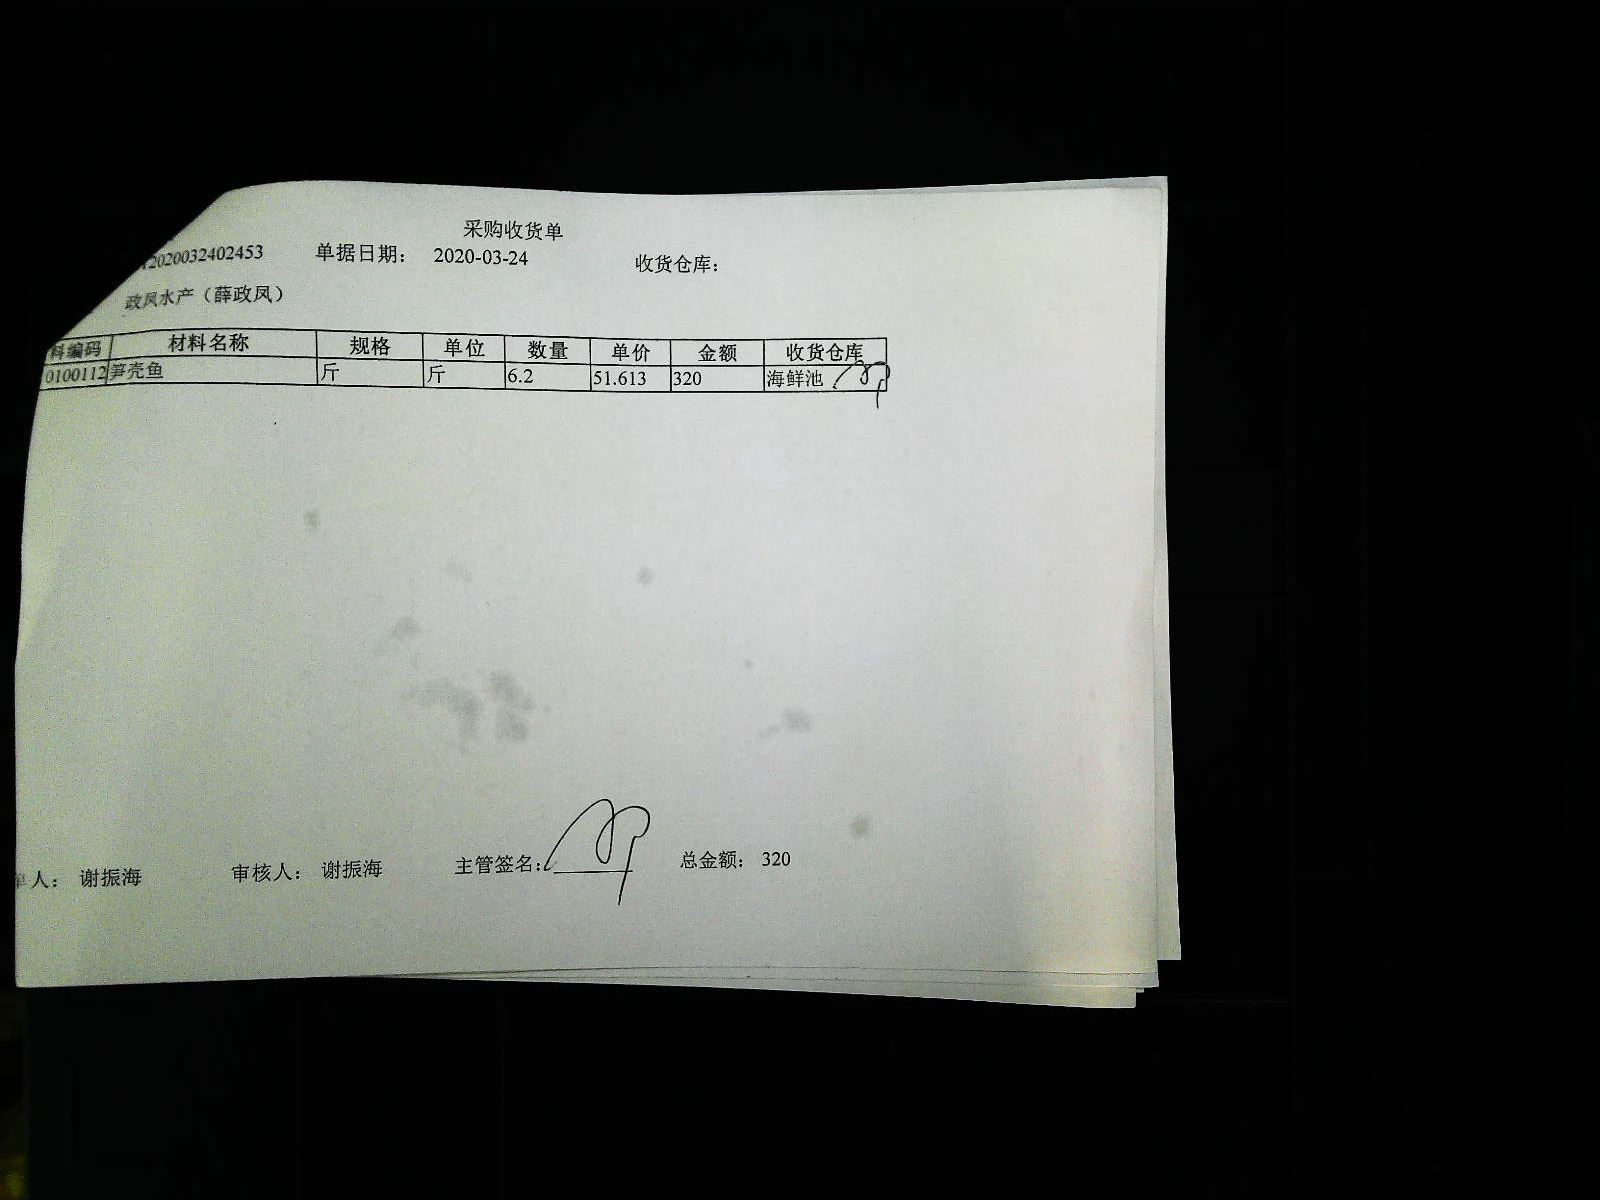 采购收货单
2020032402453 单据日期： 2020-03-24 收货仓库：
政凤水产（薛政凤）
料编码 材料名称 规格 单位 数量 单价 金额 收货仓库
0100112 笋壳鱼 斤 斤 6.2 51.613 320 海鲜池
单人： 谢振海 审核人： 谢振海 主管签名： 总金额： 320